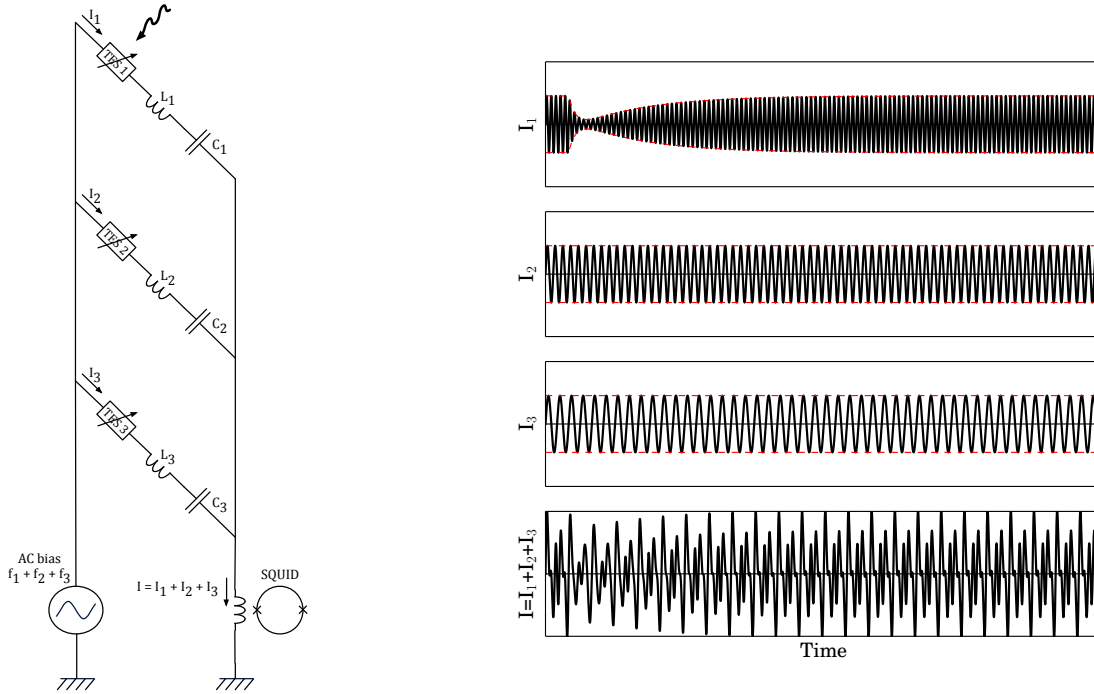 I₁
TES 1
L₁
C₁
I₂
TES 2
L₂
C₂
I₃
TES 3
L₃
C₃
AC bias
f₁ + f₂ + f₃
I = I₁ + I₂ + I₃
SQUID
I₁
I₂
I₃
I=I₁+I₂+I₃
Time